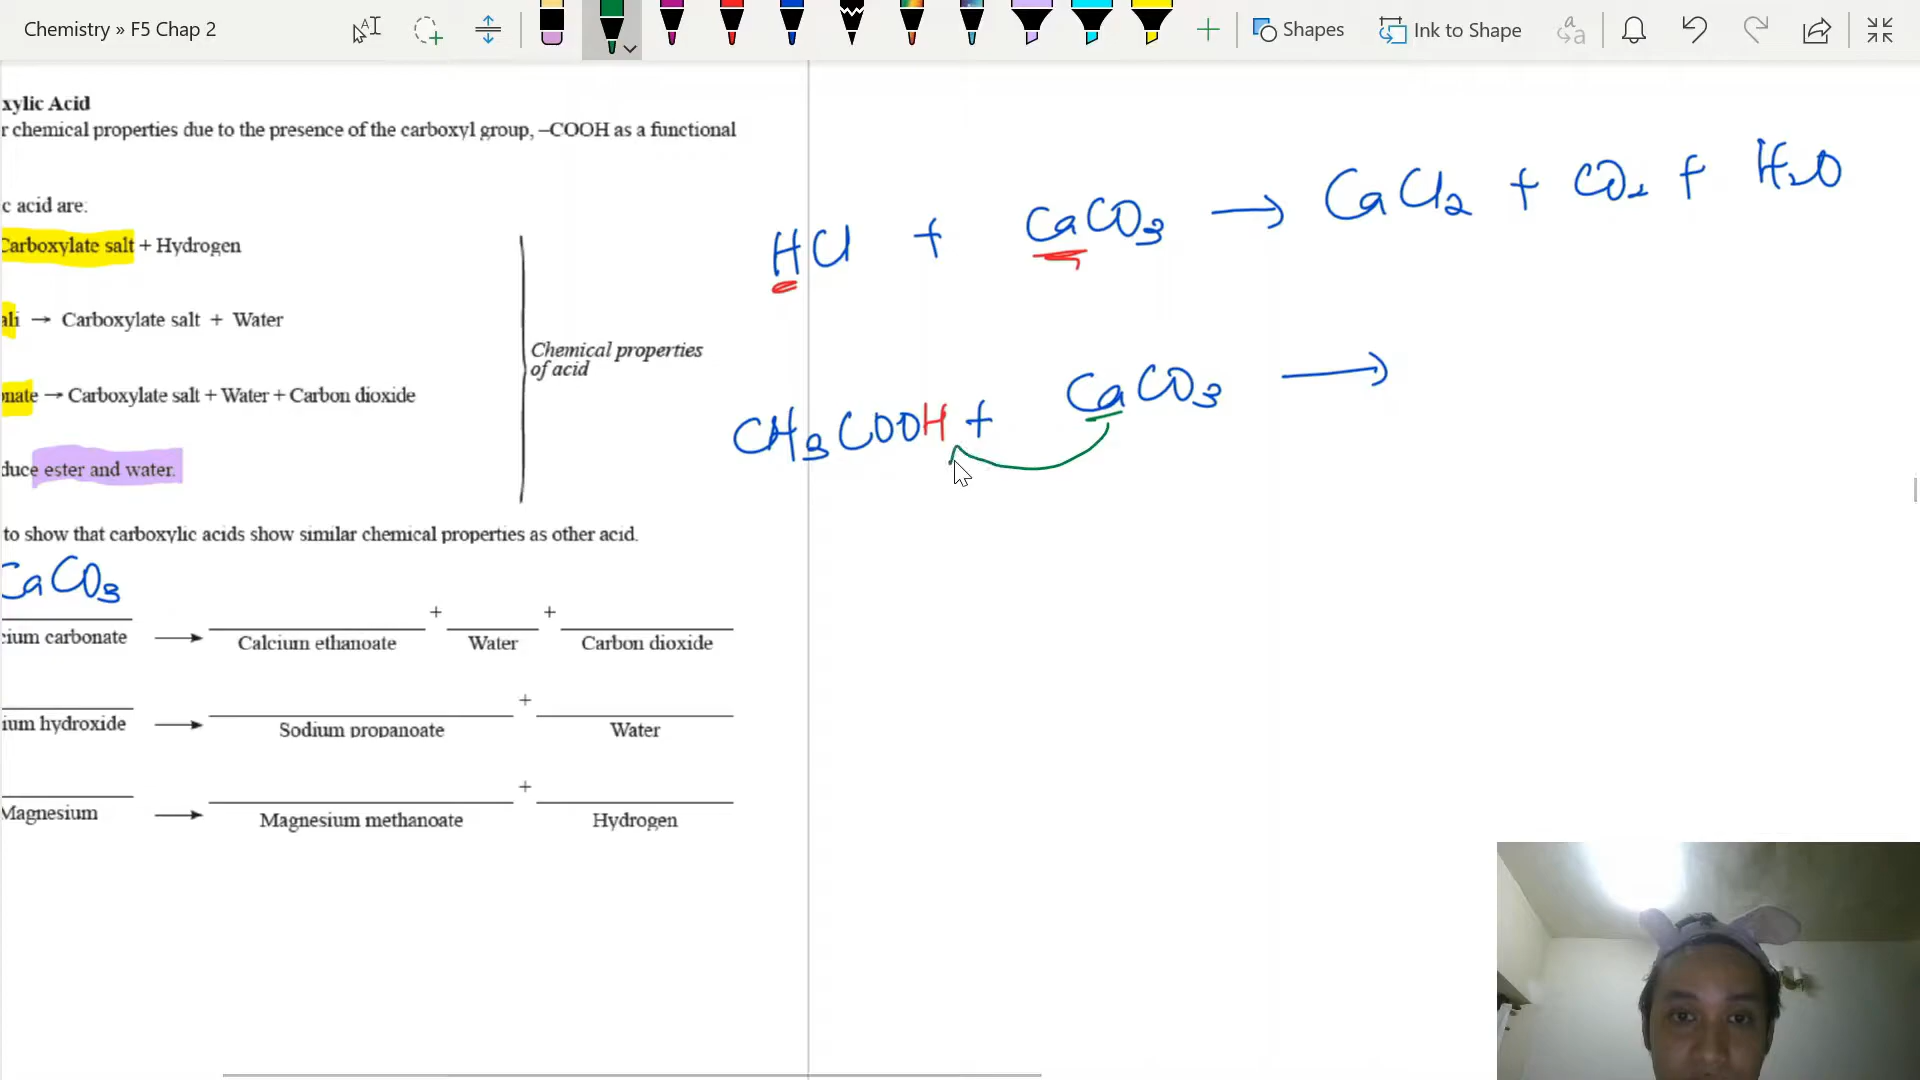 Chemistry » F5 Chap 2
Shapes
Ink to Shape
xylic Acid
r chemical properties due to the presence of the carboxyl group, –COOH as a functional
c acid are:
Carboxylate salt + Hydrogen
ali → Carboxylate salt + Water
nate → Carboxylate salt + Water + Carbon dioxide
duce ester and water.
Chemical properties
of acid
to show that carboxylic acids show similar chemical properties as other acid.
CaCO3
+ +
cium carbonate → Calcium ethanoate Water Carbon dioxide
+
ium hydroxide → Sodium propanoate Water
+
Magnesium → Magnesium methanoate Hydrogen
HCl + CaCO3 → CaCl2 + CO2 + H2O
CH3COOH + CaCO3 →